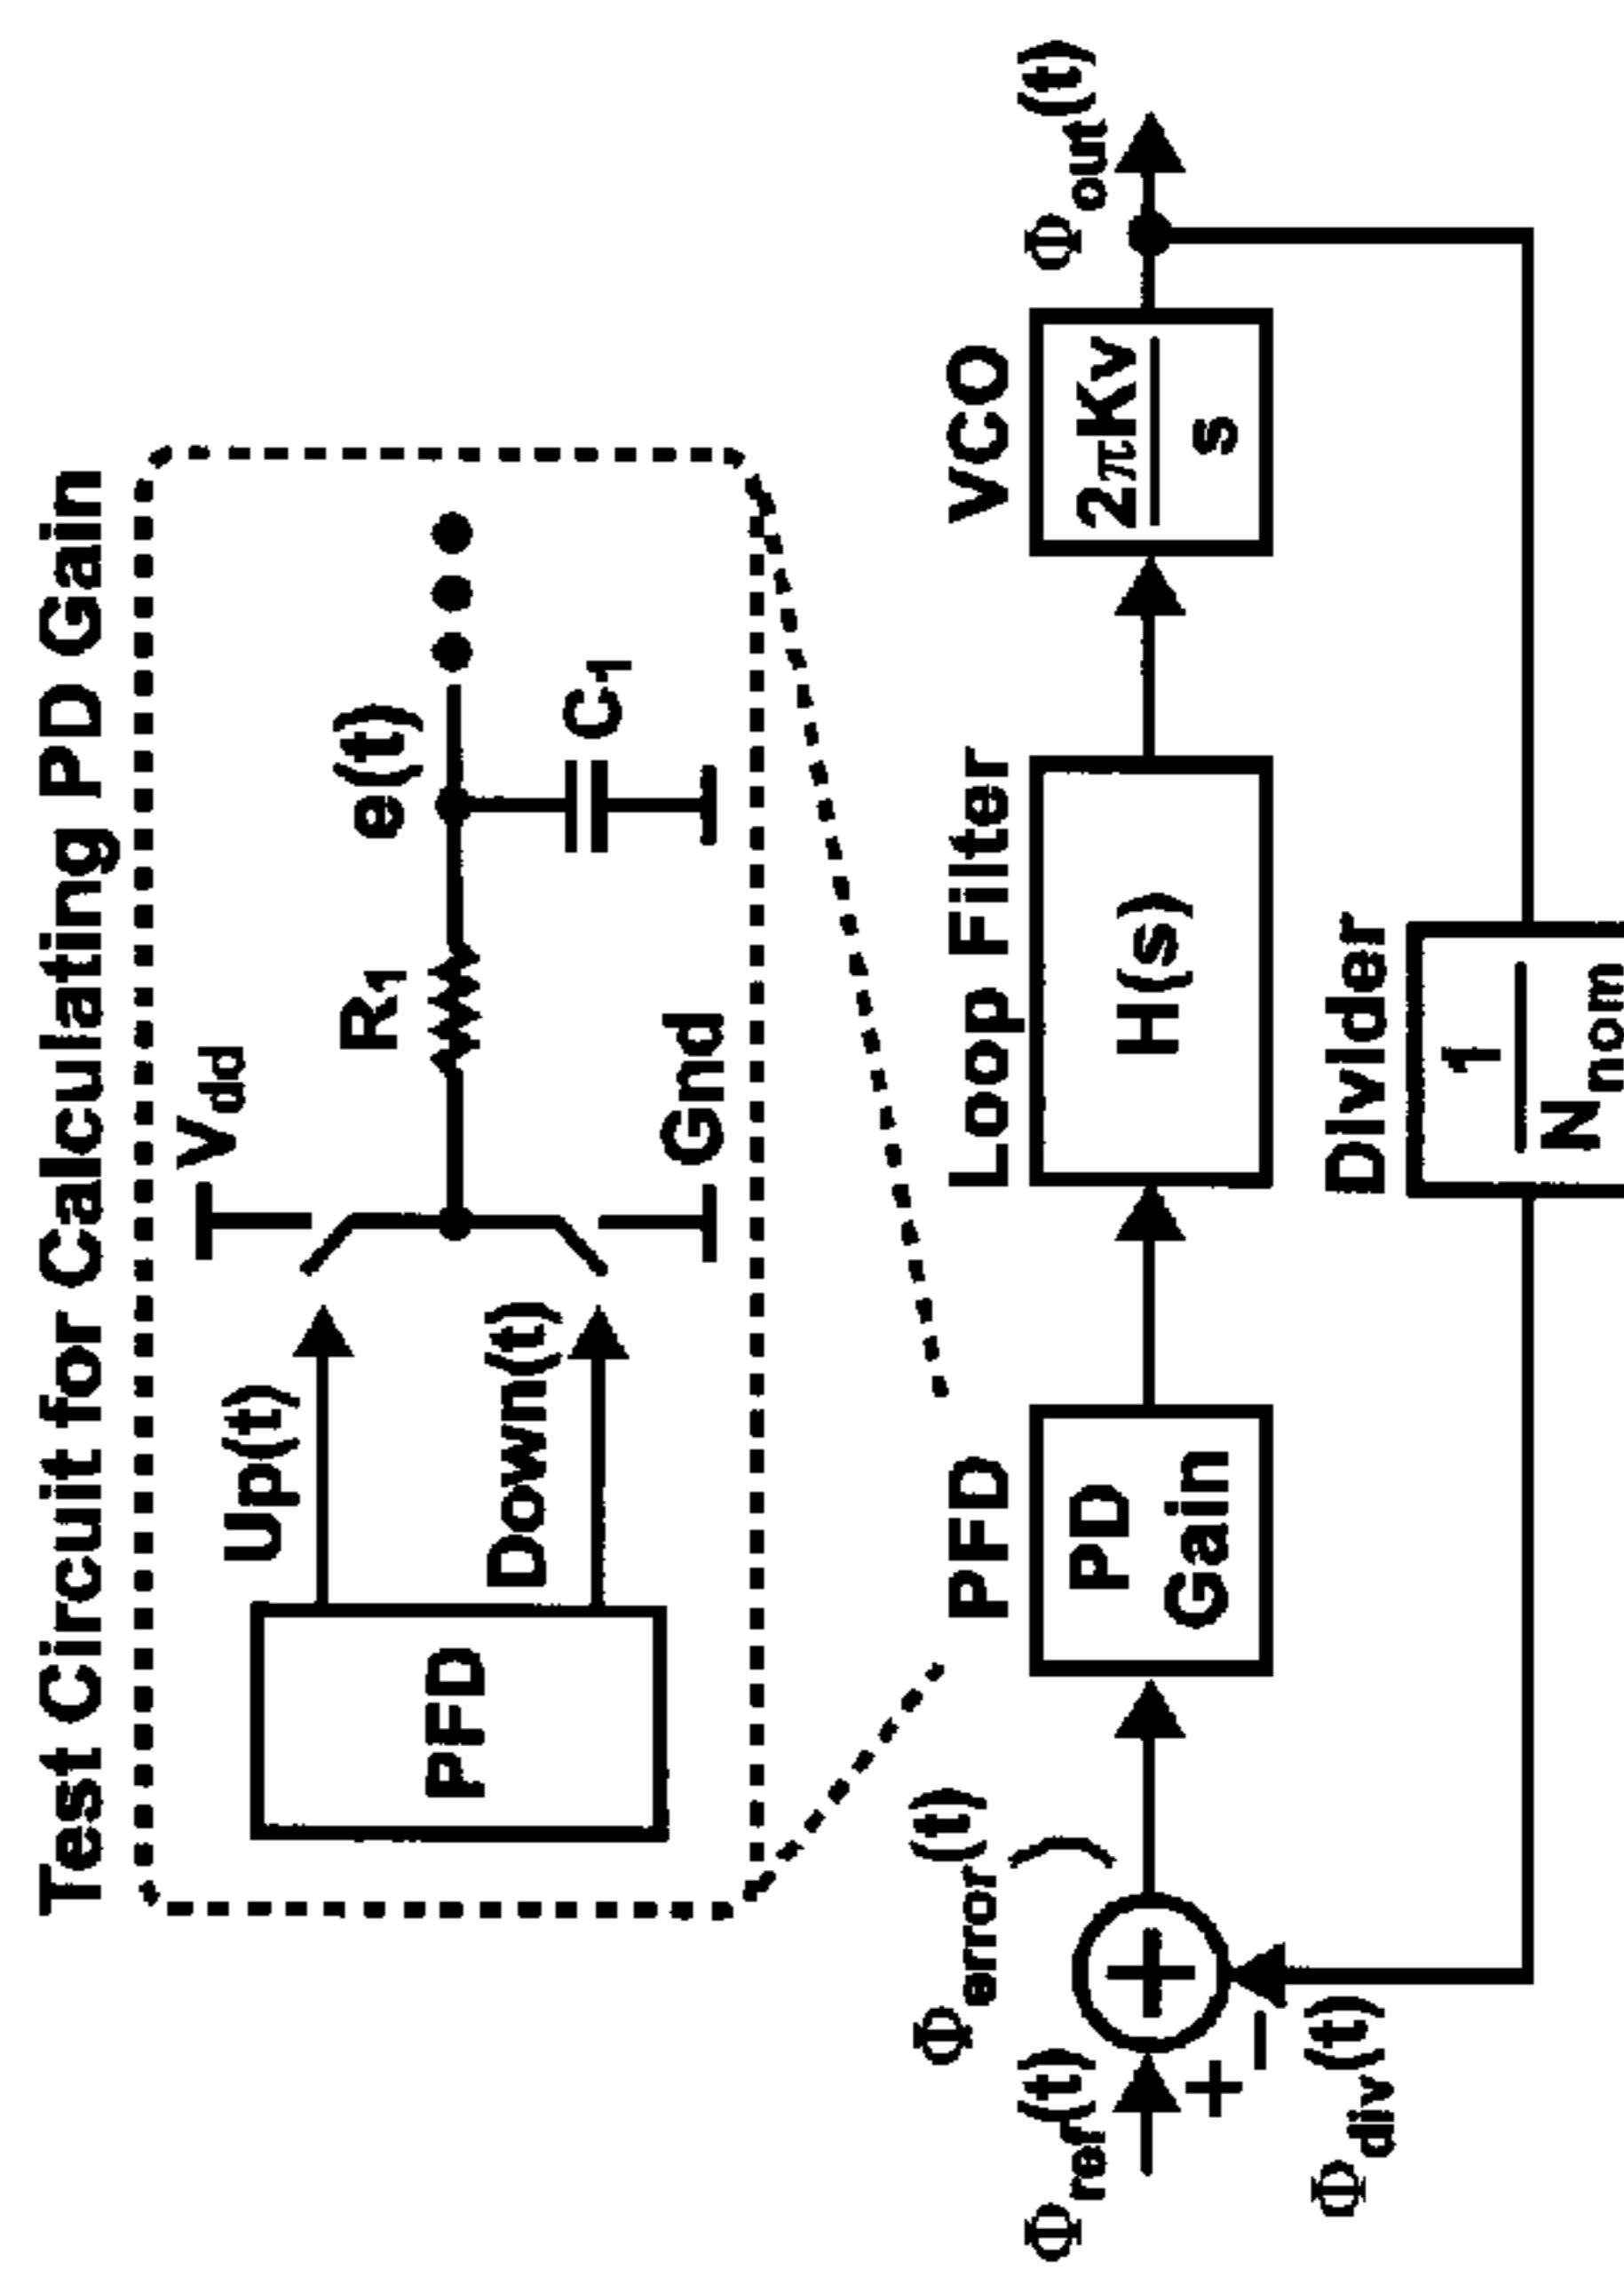 Test Circuit for Calculating PD Gain
Vdd
Up(t)
R1
e(t)
PFD
Down(t)
C1
Gnd
Φerror(t)
PFD
Loop Filter
VCO
Φref(t)
Φout(t)
+
PD
Gain
H(s)
2πKv
s
+
−
Φdiv(t)
Divider
1
Nnom